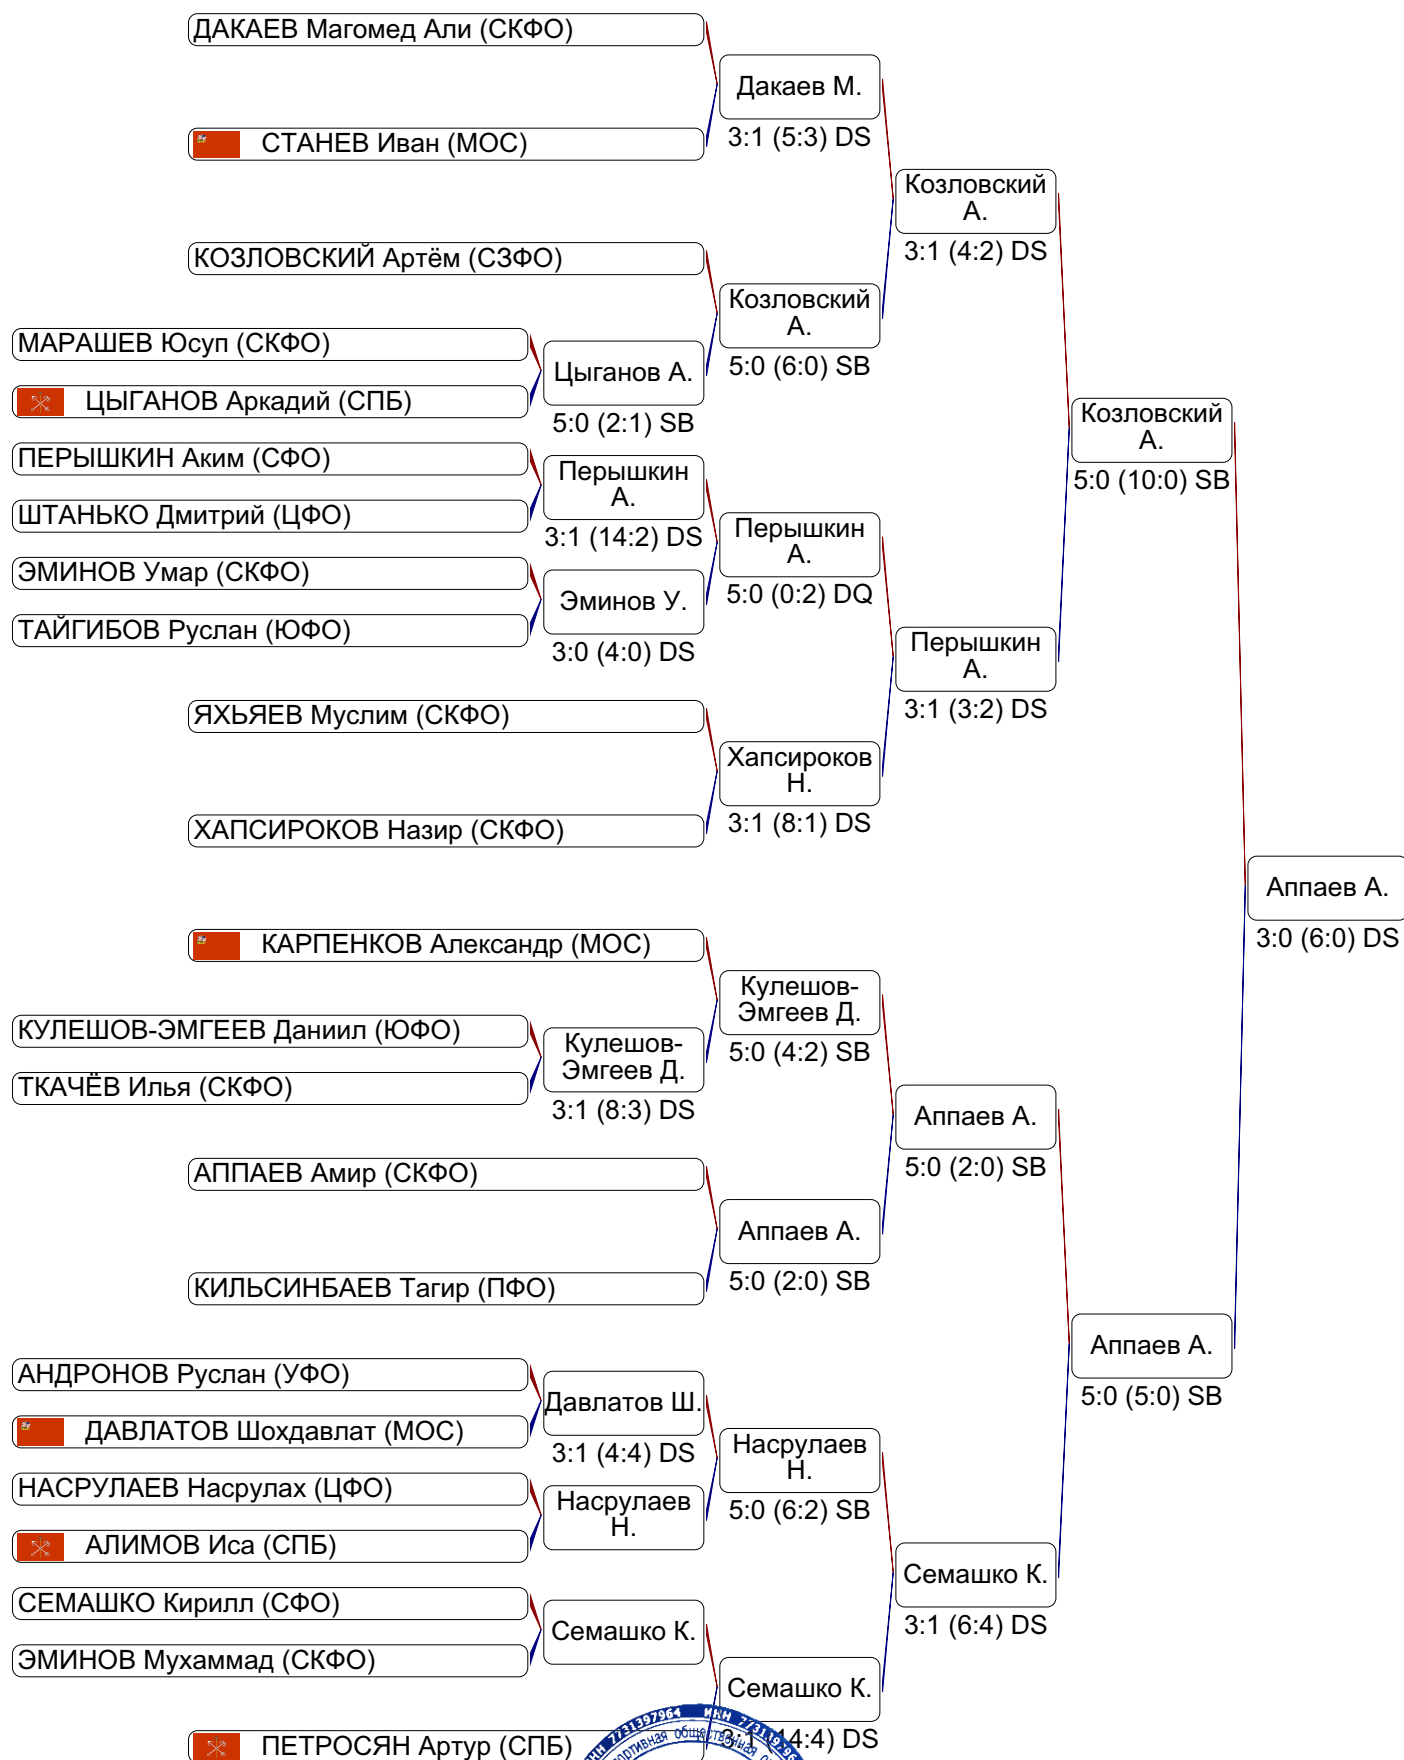 ДАКАЕВ Магомед Али (СКФО)
Дакаев М.
СТАНЕВ Иван (МОС)
3:1 (5:3) DS
Козловский
А.
3:1 (4:2) DS
КОЗЛОВСКИЙ Артём (СЗФО)
Козловский
А.
5:0 (6:0) SB
МАРАШЕВ Юсуп (СКФО)
Цыганов А.
ЦЫГАНОВ Аркадий (СПБ)
5:0 (2:1) SB
Козловский
А.
5:0 (10:0) SB
ПЕРЫШКИН Аким (СФО)
Перышкин
А.
ШТАНЬКО Дмитрий (ЦФО)
3:1 (14:2) DS
Перышкин
А.
5:0 (0:2) DQ
ЭМИНОВ Умар (СКФО)
Эминов У.
ТАЙГИБОВ Руслан (ЮФО)
3:0 (4:0) DS
Перышкин
А.
3:1 (3:2) DS
ЯХЬЯЕВ Муслим (СКФО)
Хапсироков
Н.
3:1 (8:1) DS
ХАПСИРОКОВ Назир (СКФО)
Аппаев А.
3:0 (6:0) DS
КАРПЕНКОВ Александр (МОС)
Кулешов-
Эмгеев Д.
5:0 (4:2) SB
КУЛЕШОВ-ЭМГЕЕВ Даниил (ЮФО)
Кулешов-
Эмгеев Д.
ТКАЧЁВ Илья (СКФО)
3:1 (8:3) DS
Аппаев А.
5:0 (2:0) SB
АППАЕВ Амир (СКФО)
Аппаев А.
5:0 (2:0) SB
КИЛЬСИНБАЕВ Тагир (ПФО)
Аппаев А.
5:0 (5:0) SB
АНДРОНОВ Руслан (УФО)
Давлатов Ш.
ДАВЛАТОВ Шохдавлат (МОС)
3:1 (4:4) DS
Насрулаев
Н.
5:0 (6:2) SB
НАСРУЛАЕВ Насрулах (ЦФО)
Насрулаев
Н.
АЛИМОВ Иса (СПБ)
Семашко К.
3:1 (6:4) DS
СЕМАШКО Кирилл (СФО)
Семашко К.
ЭМИНОВ Мухаммад (СКФО)
Семашко К.
3:1 (14:4) DS
ПЕТРОСЯН Артур (СПБ)